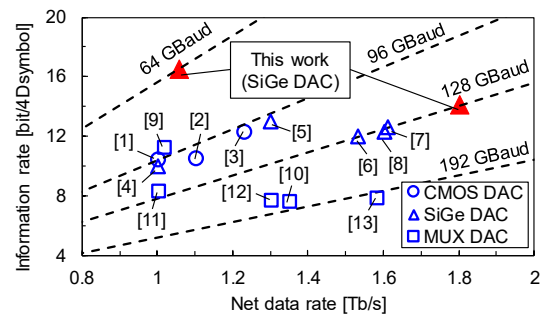 20
16
12
8
4
Information rate [bit/4Dsymbol]
64 GBaud
96 GBaud
128 GBaud
192 GBaud
This work
(SiGe DAC)
[1]
[9]
[2]
[3]
[5]
[4]
[11]
[12]
[10]
[6]
[8]
[7]
[13]
CMOS DAC
SiGe DAC
MUX DAC
0.8
1
1.2
1.4
1.6
1.8
2
Net data rate [Tb/s]